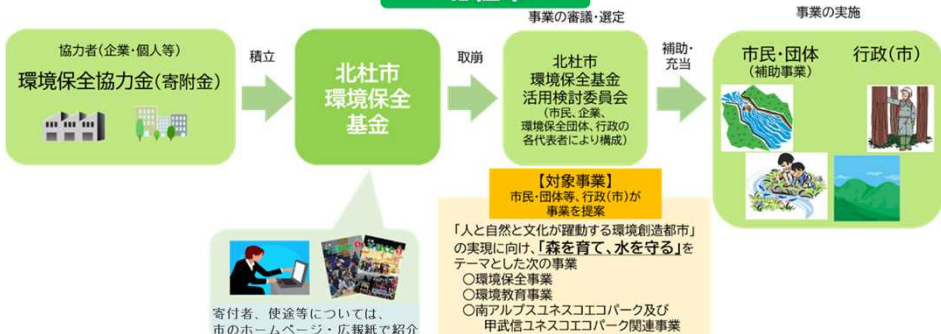 事業の審議・選定
事業の実施
協力者(企業・個人等)
環境保全協力金(寄附金)
積立
北杜市
環境保全
基金
取崩
北杜市
環境保全基金
活用検討委員会
(市民、企業、
環境保全団体、行政の
各代表者により構成)
補助・
充当
市民・団体
(補助事業)
行政(市)
【対象事業】
市民・団体等、行政(市)が
事業を提案
「人と自然と文化が躍動する環境創造都市」
の実現に向け、「森を育て、水を守る」を
テーマとした次の事業
○環境保全事業
○環境教育事業
○南アルプスユネスコエコパーク及び
甲武信ユネスコエコパーク関連事業
寄付者、使途等については、
市のホームページ・広報紙で紹介